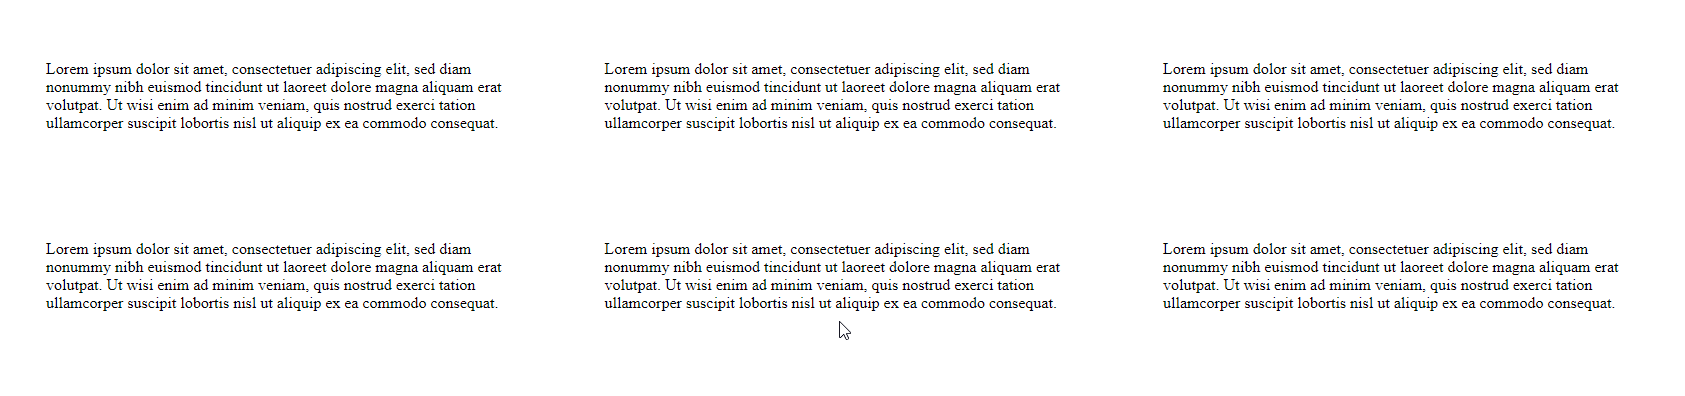 Lorem ipsum dolor sit amet, consectetuer adipiscing elit, sed diam
nonummy nibh euismod tincidunt ut laoreet dolore magna aliquam erat
volutpat. Ut wisi enim ad minim veniam, quis nostrud exerci tation
ullamcorper suscipit lobortis nisl ut aliquip ex ea commodo consequat.
Lorem ipsum dolor sit amet, consectetuer adipiscing elit, sed diam
nonummy nibh euismod tincidunt ut laoreet dolore magna aliquam erat
volutpat. Ut wisi enim ad minim veniam, quis nostrud exerci tation
ullamcorper suscipit lobortis nisl ut aliquip ex ea commodo consequat.
Lorem ipsum dolor sit amet, consectetuer adipiscing elit, sed diam
nonummy nibh euismod tincidunt ut laoreet dolore magna aliquam erat
volutpat. Ut wisi enim ad minim veniam, quis nostrud exerci tation
ullamcorper suscipit lobortis nisl ut aliquip ex ea commodo consequat.
Lorem ipsum dolor sit amet, consectetuer adipiscing elit, sed diam
nonummy nibh euismod tincidunt ut laoreet dolore magna aliquam erat
volutpat. Ut wisi enim ad minim veniam, quis nostrud exerci tation
ullamcorper suscipit lobortis nisl ut aliquip ex ea commodo consequat.
Lorem ipsum dolor sit amet, consectetuer adipiscing elit, sed diam
nonummy nibh euismod tincidunt ut laoreet dolore magna aliquam erat
volutpat. Ut wisi enim ad minim veniam, quis nostrud exerci tation
ullamcorper suscipit lobortis nisl ut aliquip ex ea commodo consequat.
Lorem ipsum dolor sit amet, consectetuer adipiscing elit, sed diam
nonummy nibh euismod tincidunt ut laoreet dolore magna aliquam erat
volutpat. Ut wisi enim ad minim veniam, quis nostrud exerci tation
ullamcorper suscipit lobortis nisl ut aliquip ex ea commodo consequat.